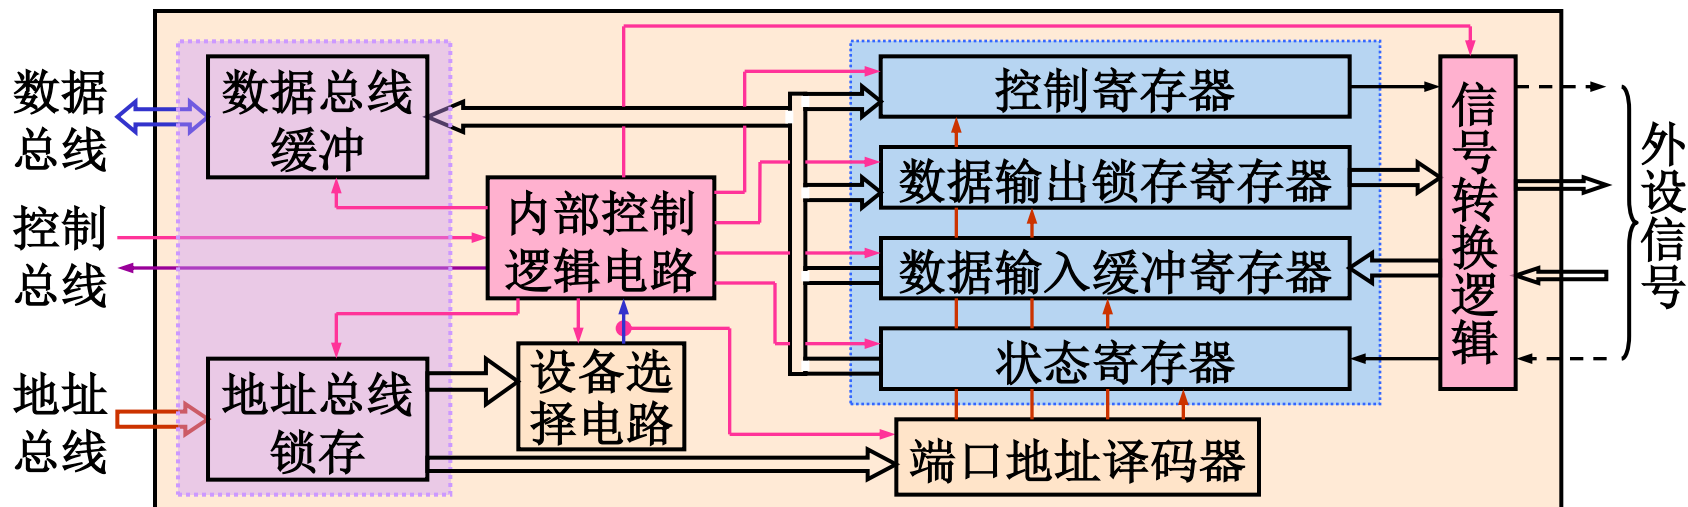 数据
总线
控制
总线
地址
总线
数据总线
缓冲
内部控制
逻辑电路
地址总线
锁存
设备选
择电路
控制寄存器
数据输出锁存寄存器
数据输入缓冲寄存器
状态寄存器
端口地址译码器
信号转换逻辑
外设信号